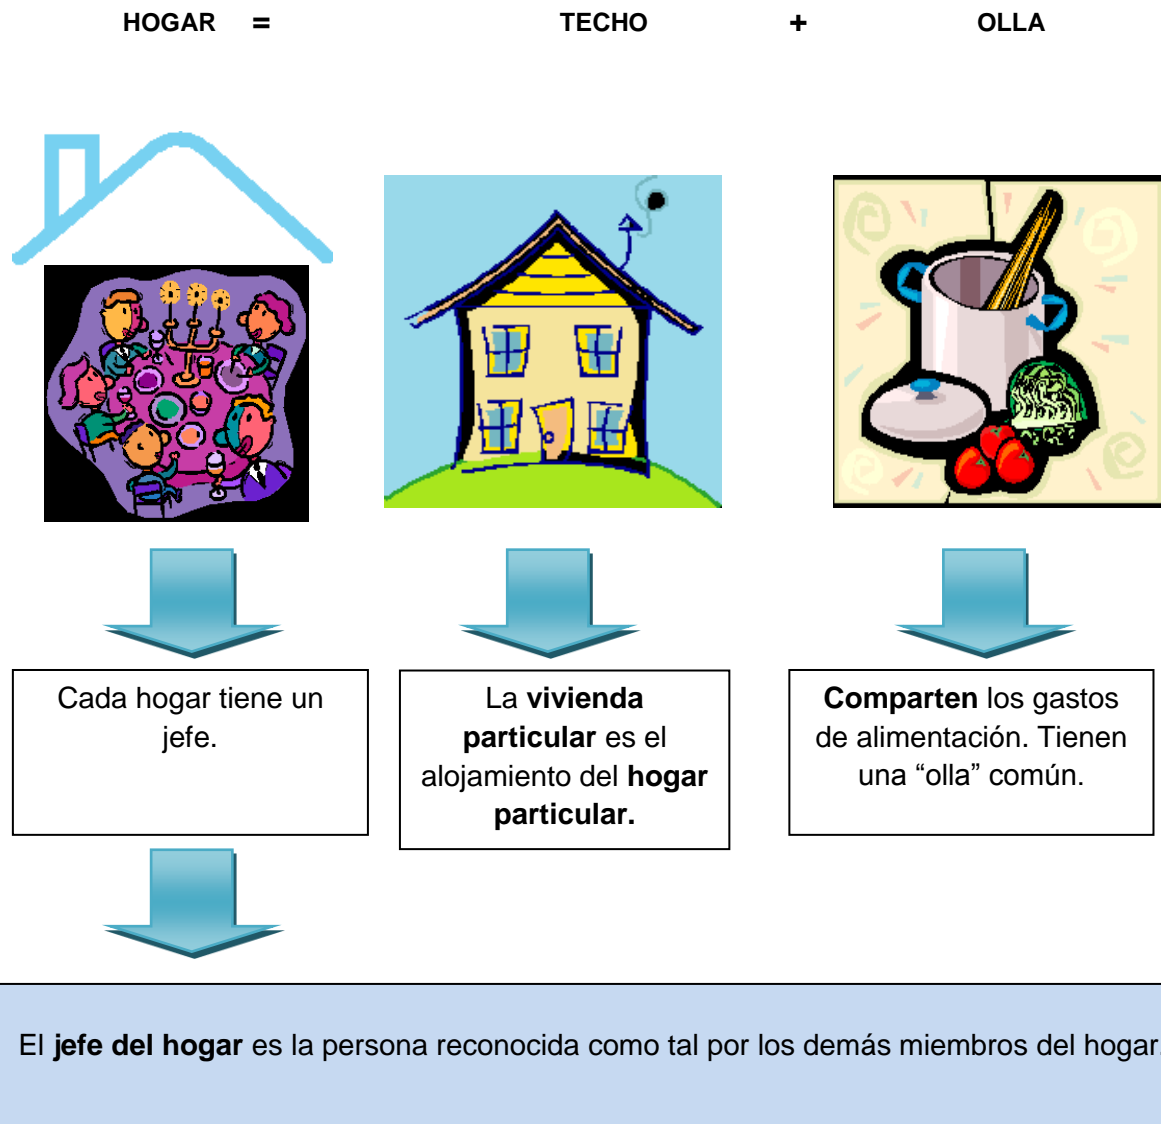 HOGAR = TECHO + OLLA
Cada hogar tiene un
jefe.
La vivienda
particular es el
alojamiento del hogar
particular.
Comparten los gastos
de alimentación. Tienen
una “olla” común.
El jefe del hogar es la persona reconocida como tal por los demás miembros del hogar.